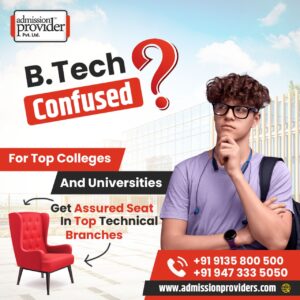 admission
provider
Pvt. Ltd.
B.Tech
Confused
?
For Top Colleges
And Universities
Get Assured Seat
In Top Technical
Branches
+91 9135 800 500
+91 947 333 5050
www.admissionproviders.com